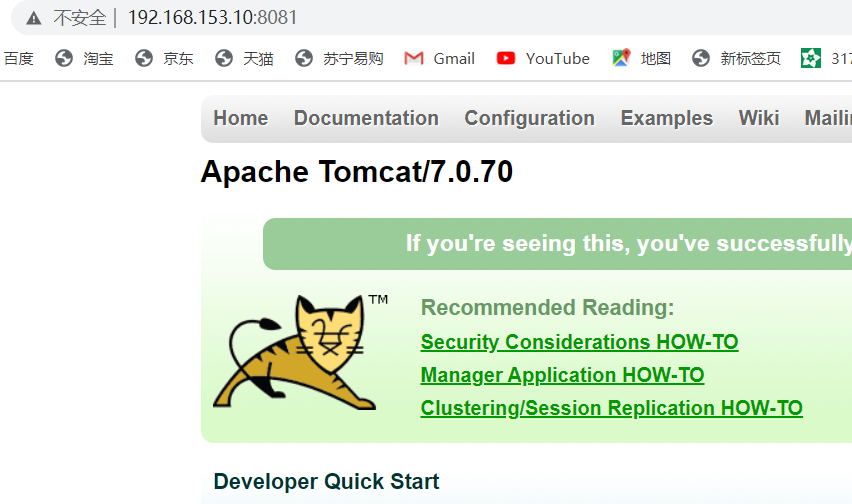 不安全 | 192.168.153.10:8081
百度 淘宝 京东 天猫 苏宁易购 Gmail YouTube 地图 新标签页 317
Home Documentation Configuration Examples Wiki Mailin
Apache Tomcat/7.0.70
If you're seeing this, you've successfully
TM
Recommended Reading:
Security Considerations HOW-TO
Manager Application HOW-TO
Clustering/Session Replication HOW-TO
Developer Quick Start